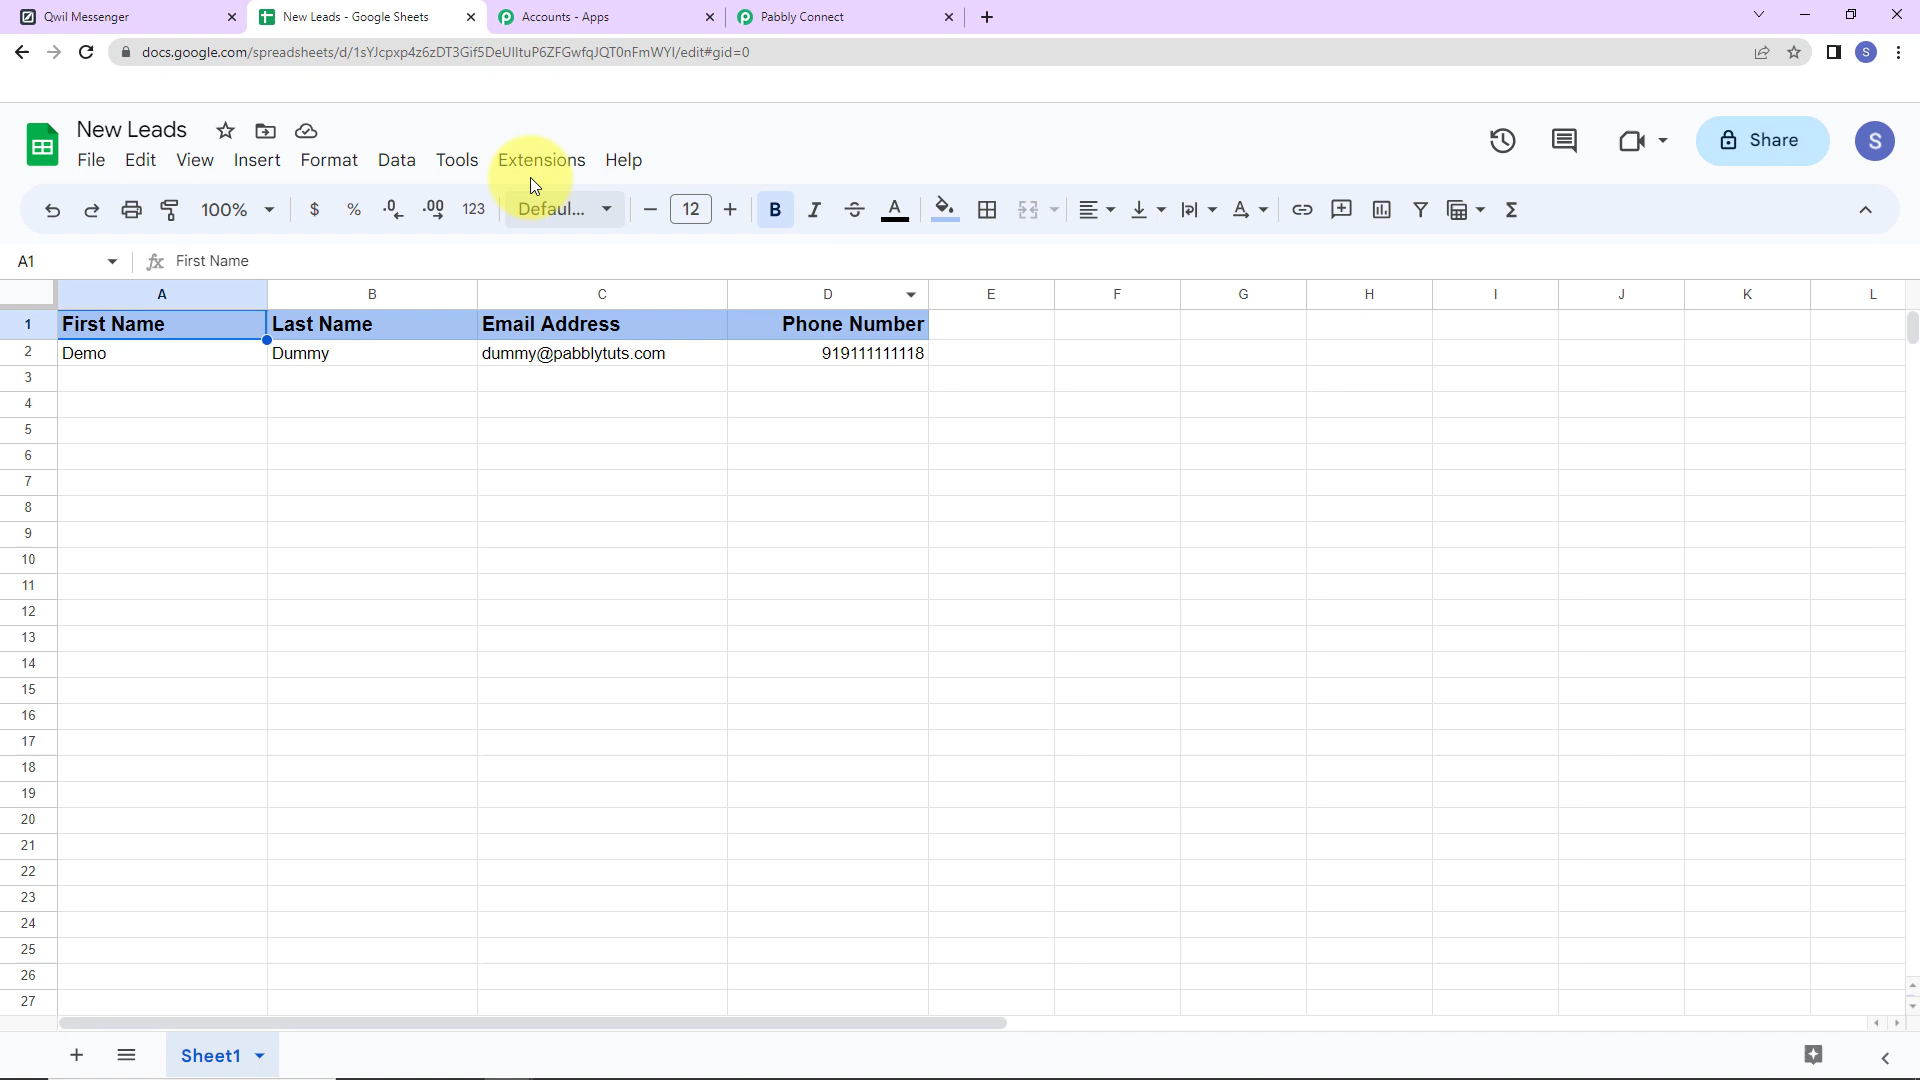 Qwil Messenger
New Leads - Google Sheets
Accounts - Apps
Pabbly Connect
docs.google.com/spreadsheets/d/1sYJcpxp4z6zDT3Gif5DeUIItuP6ZFGwfqJQT0nFmWYI/edit#gid=0
S
New Leads
File Edit View Insert Format Data Tools Extensions Help
Share
S
100% $ % .0 .00 123 Defaul... 12 B I A
A1 fx First Name
A B C D E F G H I J K L
1 First Name Last Name Email Address Phone Number
2 Demo Dummy dummy@pabblytuts.com 919111111118
3
4
5
6
7
8
9
10
11
12
13
14
15
16
17
18
19
20
21
22
23
24
25
26
27
Sheet1